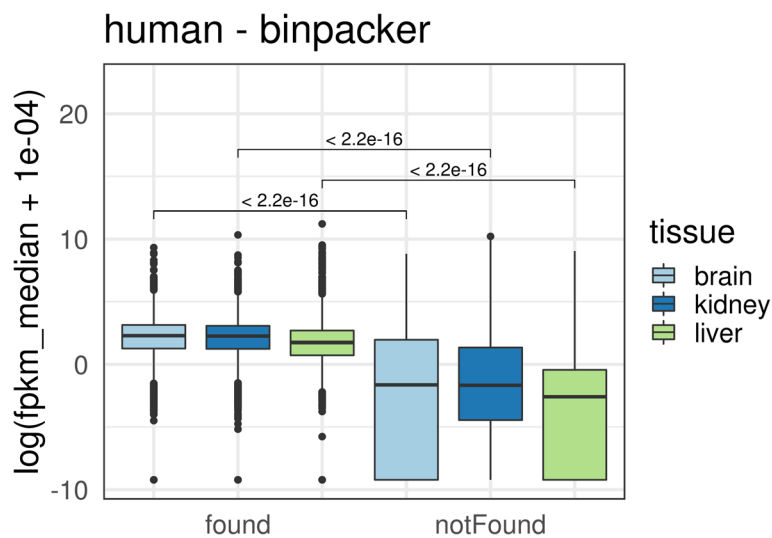 human - binpacker
log(fpkm_median + 1e-04)
20
10
0
-10
< 2.2e-16
< 2.2e-16
< 2.2e-16
found
notFound
tissue
brain
kidney
liver